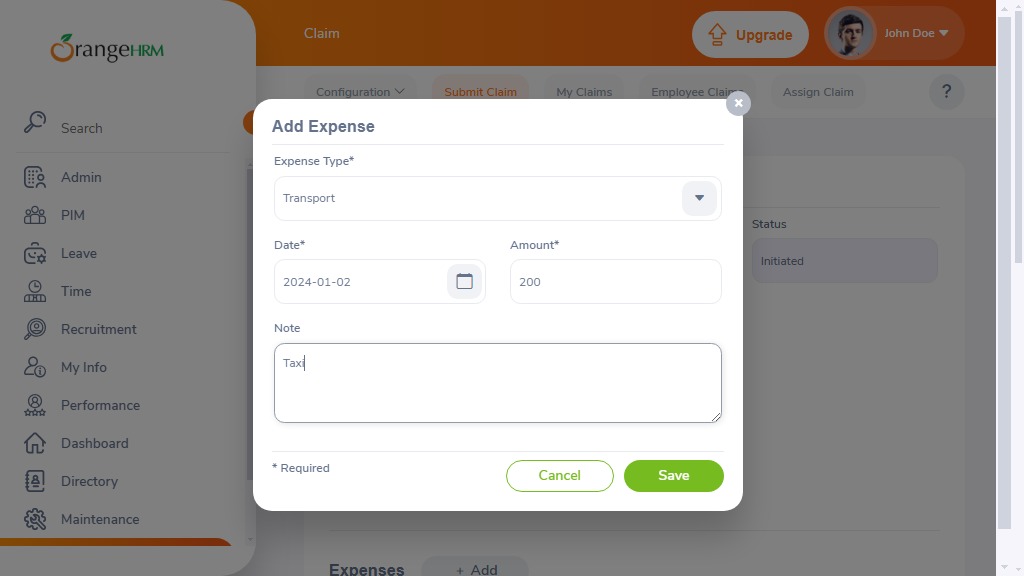 OrangeHRM
Search
Admin
PIM
Leave
Time
Recruitment
My Info
Performance
Dashboard
Directory
Maintenance
Claim
Upgrade
John Doe
Configuration
Submit Claim
My Claims
Employee Claims
Assign Claim
?
Add Expense
Expense Type*
Transport
Date*
Amount*
2024-01-02
200
Note
Taxi
* Required
Cancel
Save
Status
Initiated
Expenses
+ Add